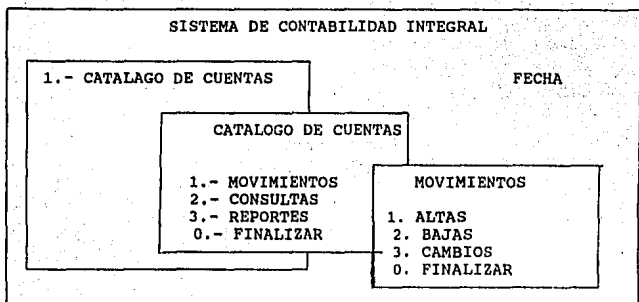 SISTEMA DE CONTABILIDAD INTEGRAL
1.- CATALAGO DE CUENTAS
FECHA
CATALOGO DE CUENTAS
1.- MOVIMIENTOS
2.- CONSULTAS
3.- REPORTES
0.- FINALIZAR
MOVIMIENTOS
1. ALTAS
2. BAJAS
3. CAMBIOS
0. FINALIZAR